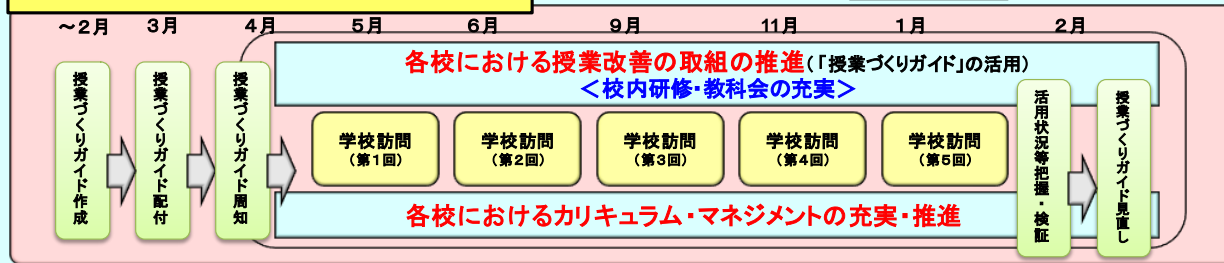 ～２月
３月
４月
５月
６月
９月
11月
１月
２月
授業づくりガイド作成
授業づくりガイド配付
授業づくりガイド周知
各校における授業改善の取組の推進(「授業づくりガイド」の活用)
＜校内研修・教科会の充実＞
学校訪問
(第１回)
学校訪問
(第２回)
学校訪問
(第３回)
学校訪問
(第４回)
学校訪問
(第５回)
各校におけるカリキュラム・マネジメントの充実・推進
活用状況等把握・検証
授業づくりガイド見直し